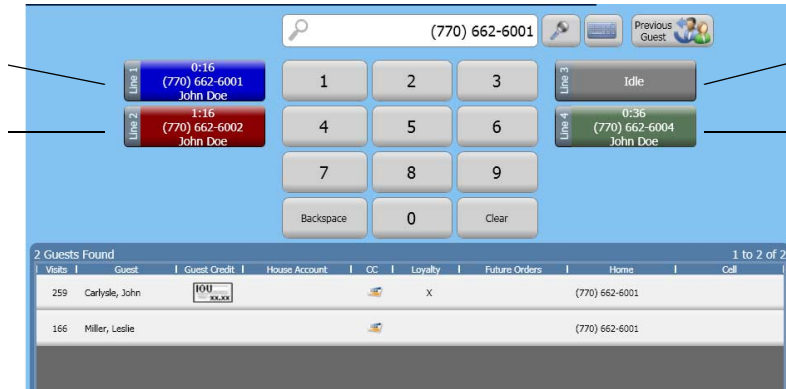 (770) 662-6001
Previous Guest
Line 1
0:16
(770) 662-6001
John Doe
1
2
3
Line 3
Idle
Line 2
1:16
(770) 662-6002
John Doe
4
5
6
Line 4
0:36
(770) 662-6004
John Doe
7
8
9
Backspace
0
Clear
2 Guests Found
1 to 2 of 2
Visits Guest Guest Credit House Account CC Loyalty Future Orders Home Cell
259 Carlysle, John IOU xx.xx X (770) 662-6001
166 Miller, Leslie (770) 662-6001